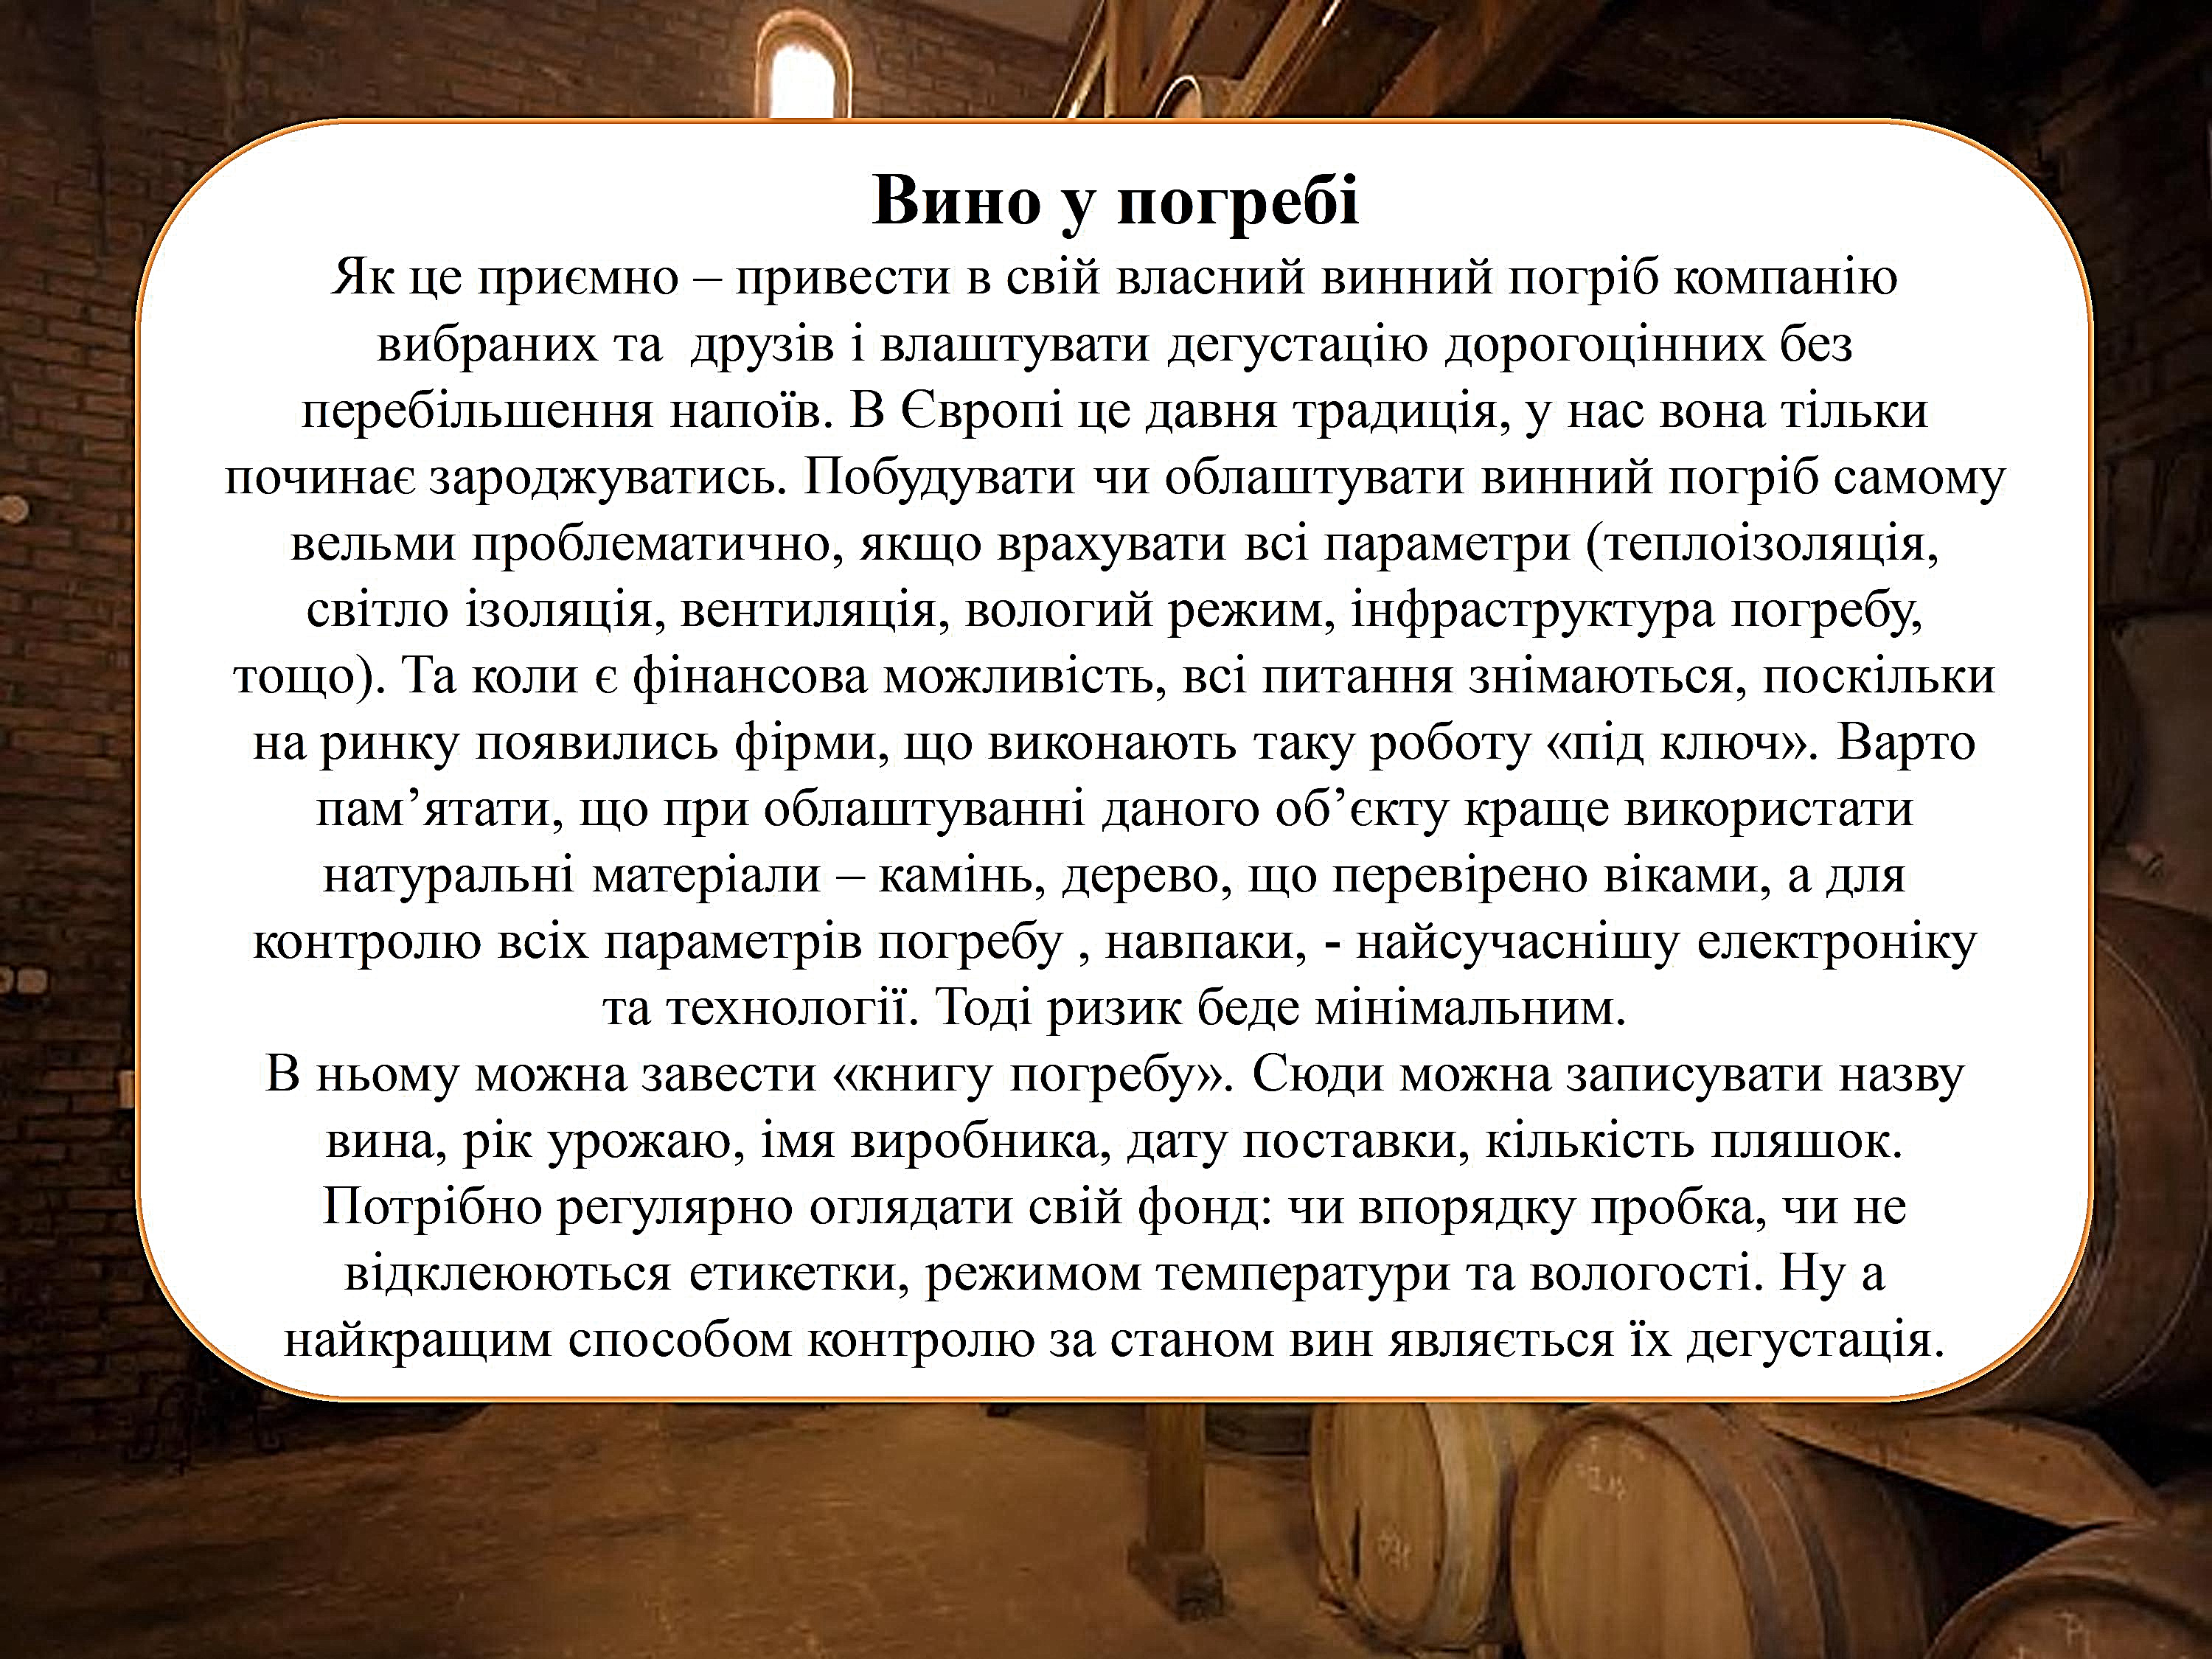 Вино у погребі
Як це приємно – привести в свій власний винний погріб компанію
вибраних та  друзів і влаштувати дегустацію дорогоцінних без
перебільшення напоїв. В Європі це давня традиція, у нас вона тільки
починає зароджуватись. Побудувати чи облаштувати винний погріб самому
вельми проблематично, якщо врахувати всі параметри (теплоізоляція,
світло ізоляція, вентиляція, вологий режим, інфраструктура погребу,
тощо). Та коли є фінансова можливість, всі питання знімаються, поскільки
на ринку появились фірми, що виконають таку роботу «під ключ». Варто
пам’ятати, що при облаштуванні даного об’єкту краще використати
натуральні матеріали – камінь, дерево, що перевірено віками, а для
контролю всіх параметрів погребу , навпаки, - найсучаснішу електроніку
та технології. Тоді ризик беде мінімальним.
В ньому можна завести «книгу погребу». Сюди можна записувати назву
вина, рік урожаю, імя виробника, дату поставки, кількість пляшок.
Потрібно регулярно оглядати свій фонд: чи впорядку пробка, чи не
відклеюються етикетки, режимом температури та вологості. Ну а
найкращим способом контролю за станом вин являється їх дегустація.